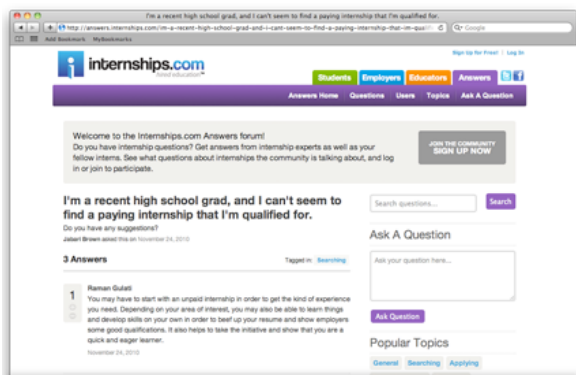 I'm a recent high school grad, and I can't seem to find a paying internship that I'm qualified for.
http://answers.internships.com/im-a-recent-high-school-grad-and-i-cant-seem-to-find-a-paying-internship-that-im-quali
Google
Add Bookmark MyBookmarks
Sign Up for Free! | Log In
internships.com
hired education™
Students Employers Educators Answers
Answers Home Questions Users Topics Ask A Question
Welcome to the Internships.com Answers forum!
Do you have internship questions? Get answers from internship experts as well as your
fellow interns. See what questions about internships the community is talking about, and log
in or join to participate.
JOIN THE COMMUNITY
SIGN UP NOW
I'm a recent high school grad, and I can't seem to
find a paying internship that I'm qualified for.
Do you have any suggestions?
Jabari Brown asked this on November 24, 2010
3 Answers
Tagged in: Searching
1
Raman Gulati
You may have to start with an unpaid internship in order to get the kind of experience
you need. Depending on your area of interest, you may also be able to learn things
and develop skills on your own in order to beef up your resume and show employers
some good qualifications. It also helps to take the initiative and show that you are a
quick and eager learner.
November 24, 2010
Search questions...
Search
Ask A Question
Ask your question here...
Ask Question
Popular Topics
General Searching Applying